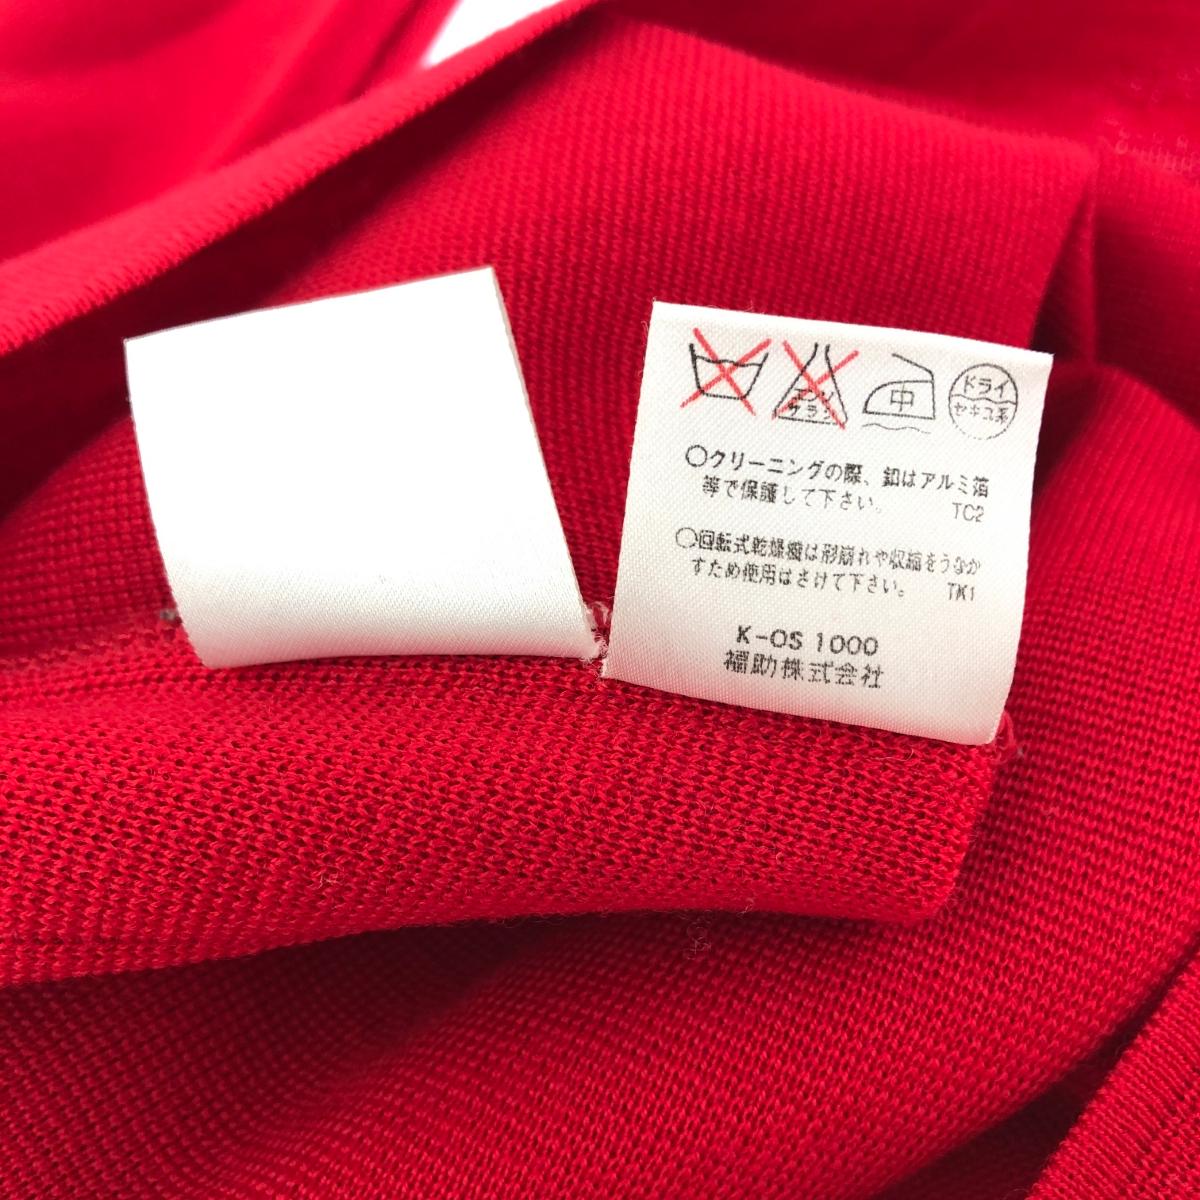 エンソ
サラシ
中
ドライ
セキユ系
○クリーニングの際、釦はアルミ箔
等で保護して下さい。 TC2
○回転式乾燥機は形崩れや収縮をうなが
すため使用はさけて下さい。 TK1
K-OS 1000
福助株式会社